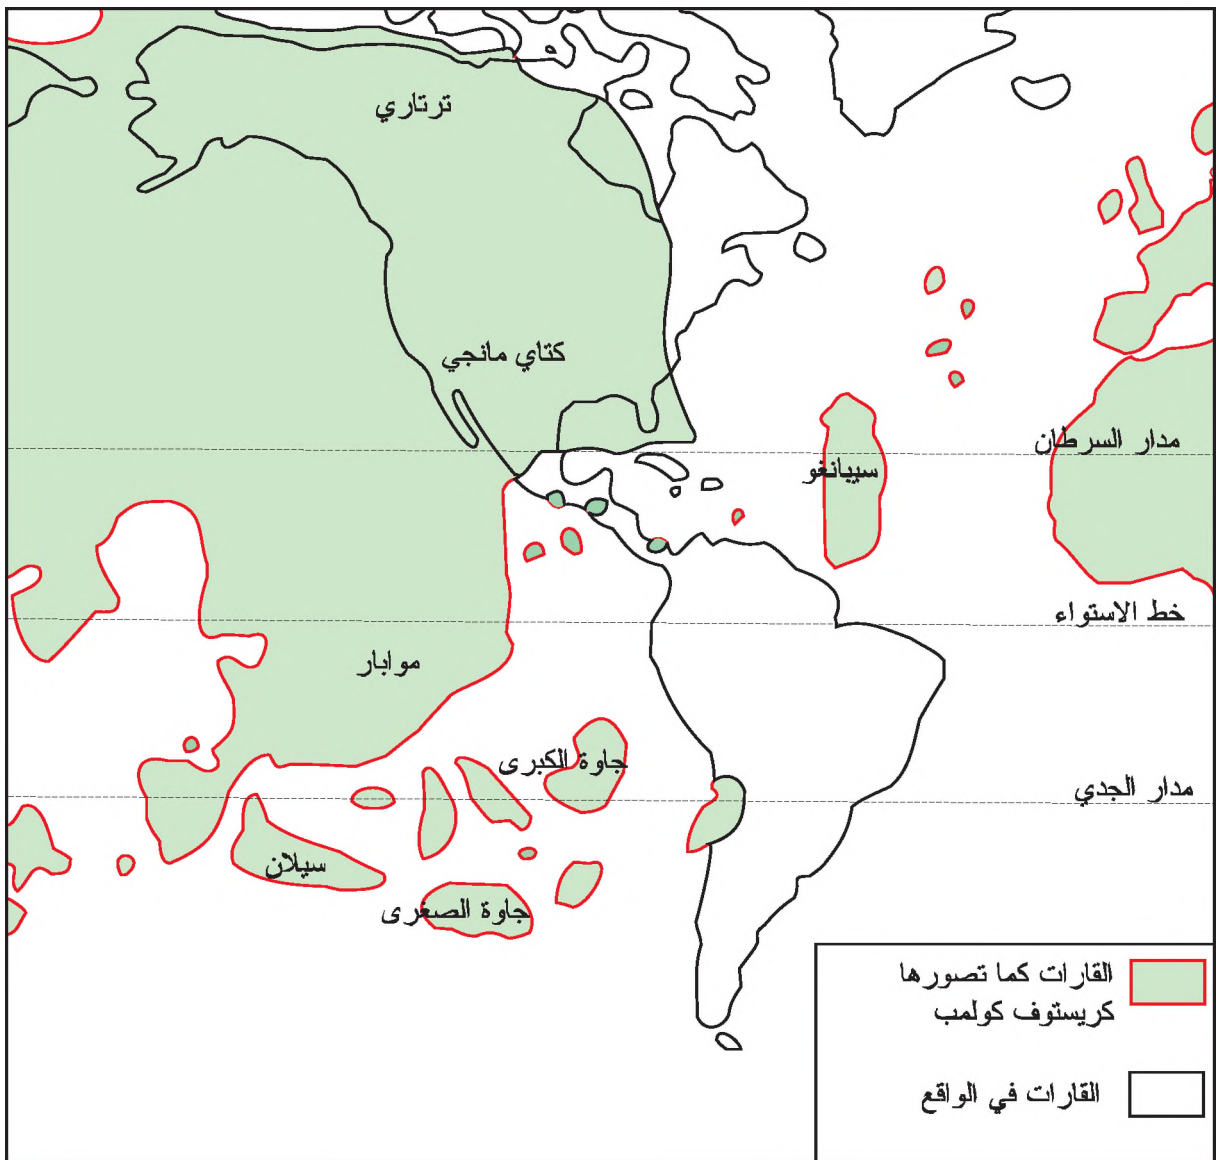 ترتاري
كتاي مانجي
مدار السرطان
سيبانغو
خط الاستواء
موابار
جاوة الكبرى
مدار الجدي
سيلان
جاوة الصغرى
القارات كما تصورها
كريستوف كولمب
القارات في الواقع